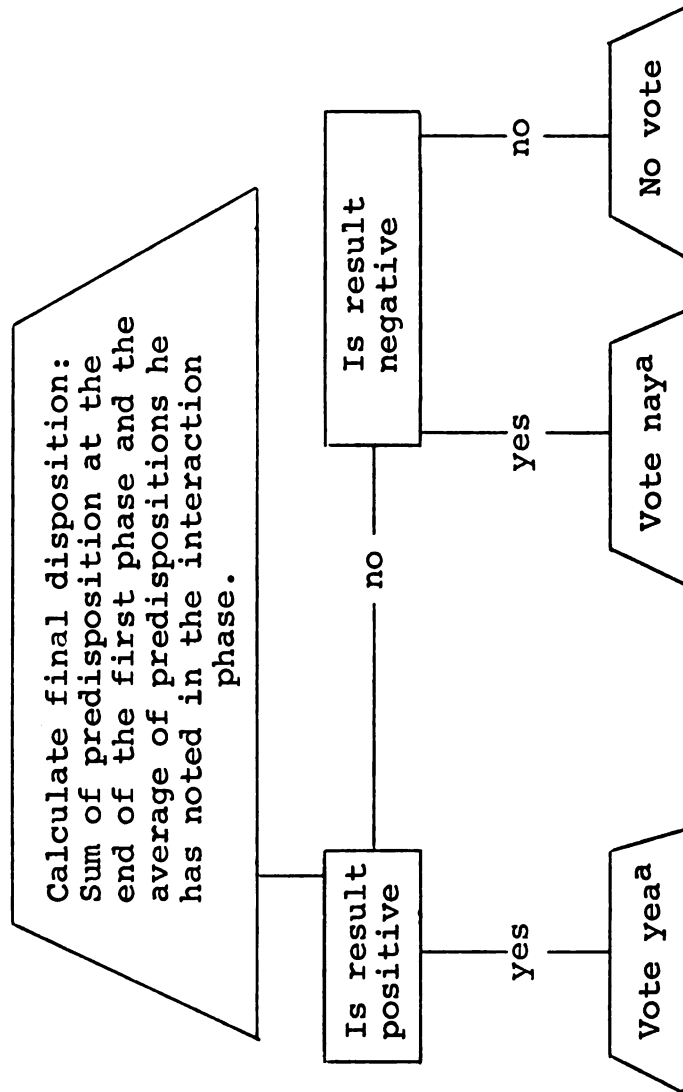 Calculate final disposition:
Sum of predisposition at the
end of the first phase and the
average of predispositions he
has noted in the interaction
phase.
Is result
positive
no
Is result
negative
yes
yes
no
Vote yeaᵃ
Vote nayᵃ
No vote